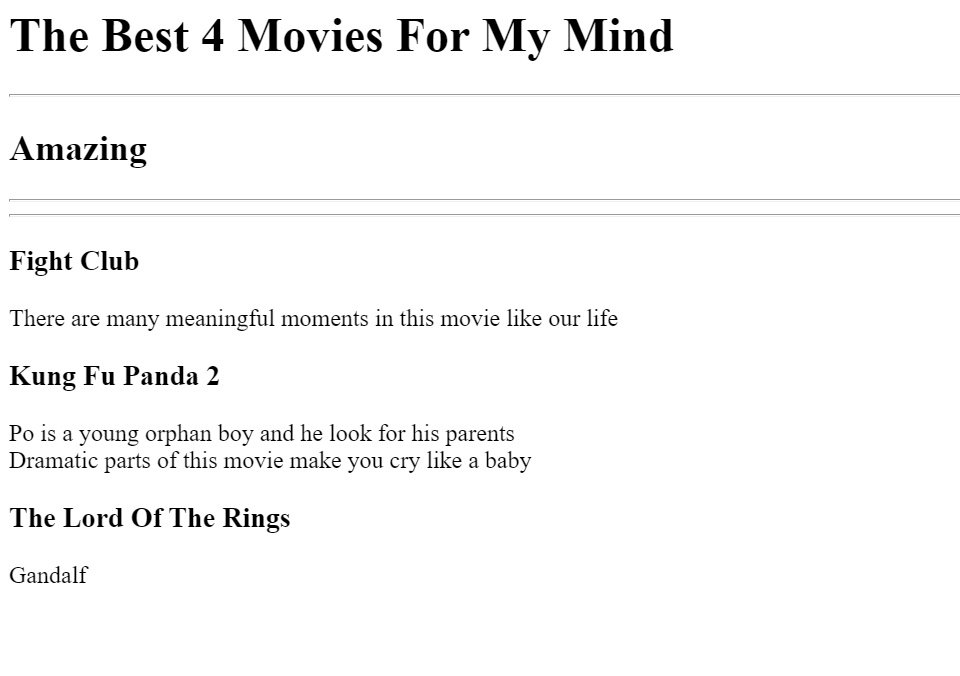 The Best 4 Movies For My Mind
Amazing
Fight Club
There are many meaningful moments in this movie like our life
Kung Fu Panda 2
Po is a young orphan boy and he look for his parents
Dramatic parts of this movie make you cry like a baby
The Lord Of The Rings
Gandalf